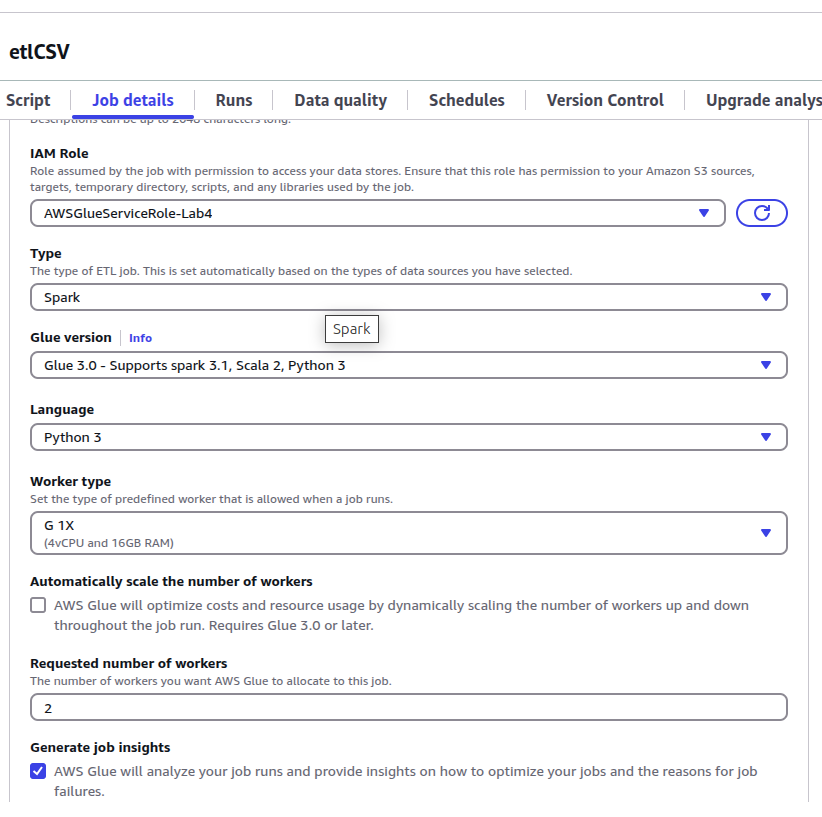 etlCSV
Script Job details Runs Data quality Schedules Version Control Upgrade analys
Descriptions can be up to 2048 characters long.
IAM Role
Role assumed by the job with permission to access your data stores. Ensure that this role has permission to your Amazon S3 sources,
targets, temporary directory, scripts, and any libraries used by the job.
AWSGlueServiceRole-Lab4
Type
The type of ETL job. This is set automatically based on the types of data sources you have selected.
Spark
Spark
Glue version Info
Glue 3.0 - Supports spark 3.1, Scala 2, Python 3
Language
Python 3
Worker type
Set the type of predefined worker that is allowed when a job runs.
G 1X
(4vCPU and 16GB RAM)
Automatically scale the number of workers
AWS Glue will optimize costs and resource usage by dynamically scaling the number of workers up and down
throughout the job run. Requires Glue 3.0 or later.
Requested number of workers
The number of workers you want AWS Glue to allocate to this job.
2
Generate job insights
AWS Glue will analyze your job runs and provide insights on how to optimize your jobs and the reasons for job
failures.